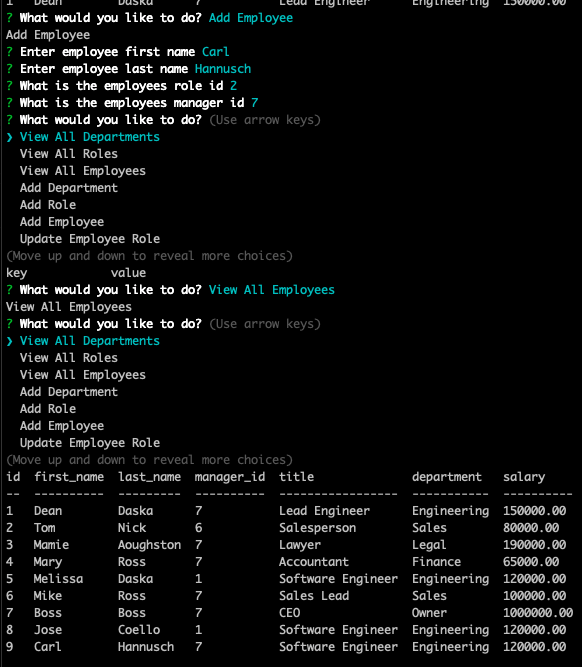 1   Dean        Daska      7           Lead Engineer      Engineering  150000.00
? What would you like to do? Add Employee
Add Employee
? Enter employee first name Carl
? Enter employee last name Hannusch
? What is the employees role id 2
? What is the employees manager id 7
? What would you like to do? (Use arrow keys)
❯ View All Departments
  View All Roles
  View All Employees
  Add Department
  Add Role
  Add Employee
  Update Employee Role
(Move up and down to reveal more choices)
key            value
? What would you like to do? View All Employees
View All Employees
? What would you like to do? (Use arrow keys)
❯ View All Departments
  View All Roles
  View All Employees
  Add Department
  Add Role
  Add Employee
  Update Employee Role
(Move up and down to reveal more choices)
id  first_name  last_name  manager_id  title              department   salary
--  ----------  ---------  ----------  -----------------  -----------  ----------
1   Dean        Daska      7           Lead Engineer      Engineering  150000.00
2   Tom         Nick       6           Salesperson        Sales        80000.00
3   Mamie       Aoughston  7           Lawyer             Legal        190000.00
4   Mary        Ross       7           Accountant         Finance      65000.00
5   Melissa     Daska      1           Software Engineer  Engineering  120000.00
6   Mike        Ross       7           Sales Lead         Sales        100000.00
7   Boss        Boss       7           CEO                Owner        1000000.00
8   Jose        Coello     1           Software Engineer  Engineering  120000.00
9   Carl        Hannusch   7           Software Engineer  Engineering  120000.00